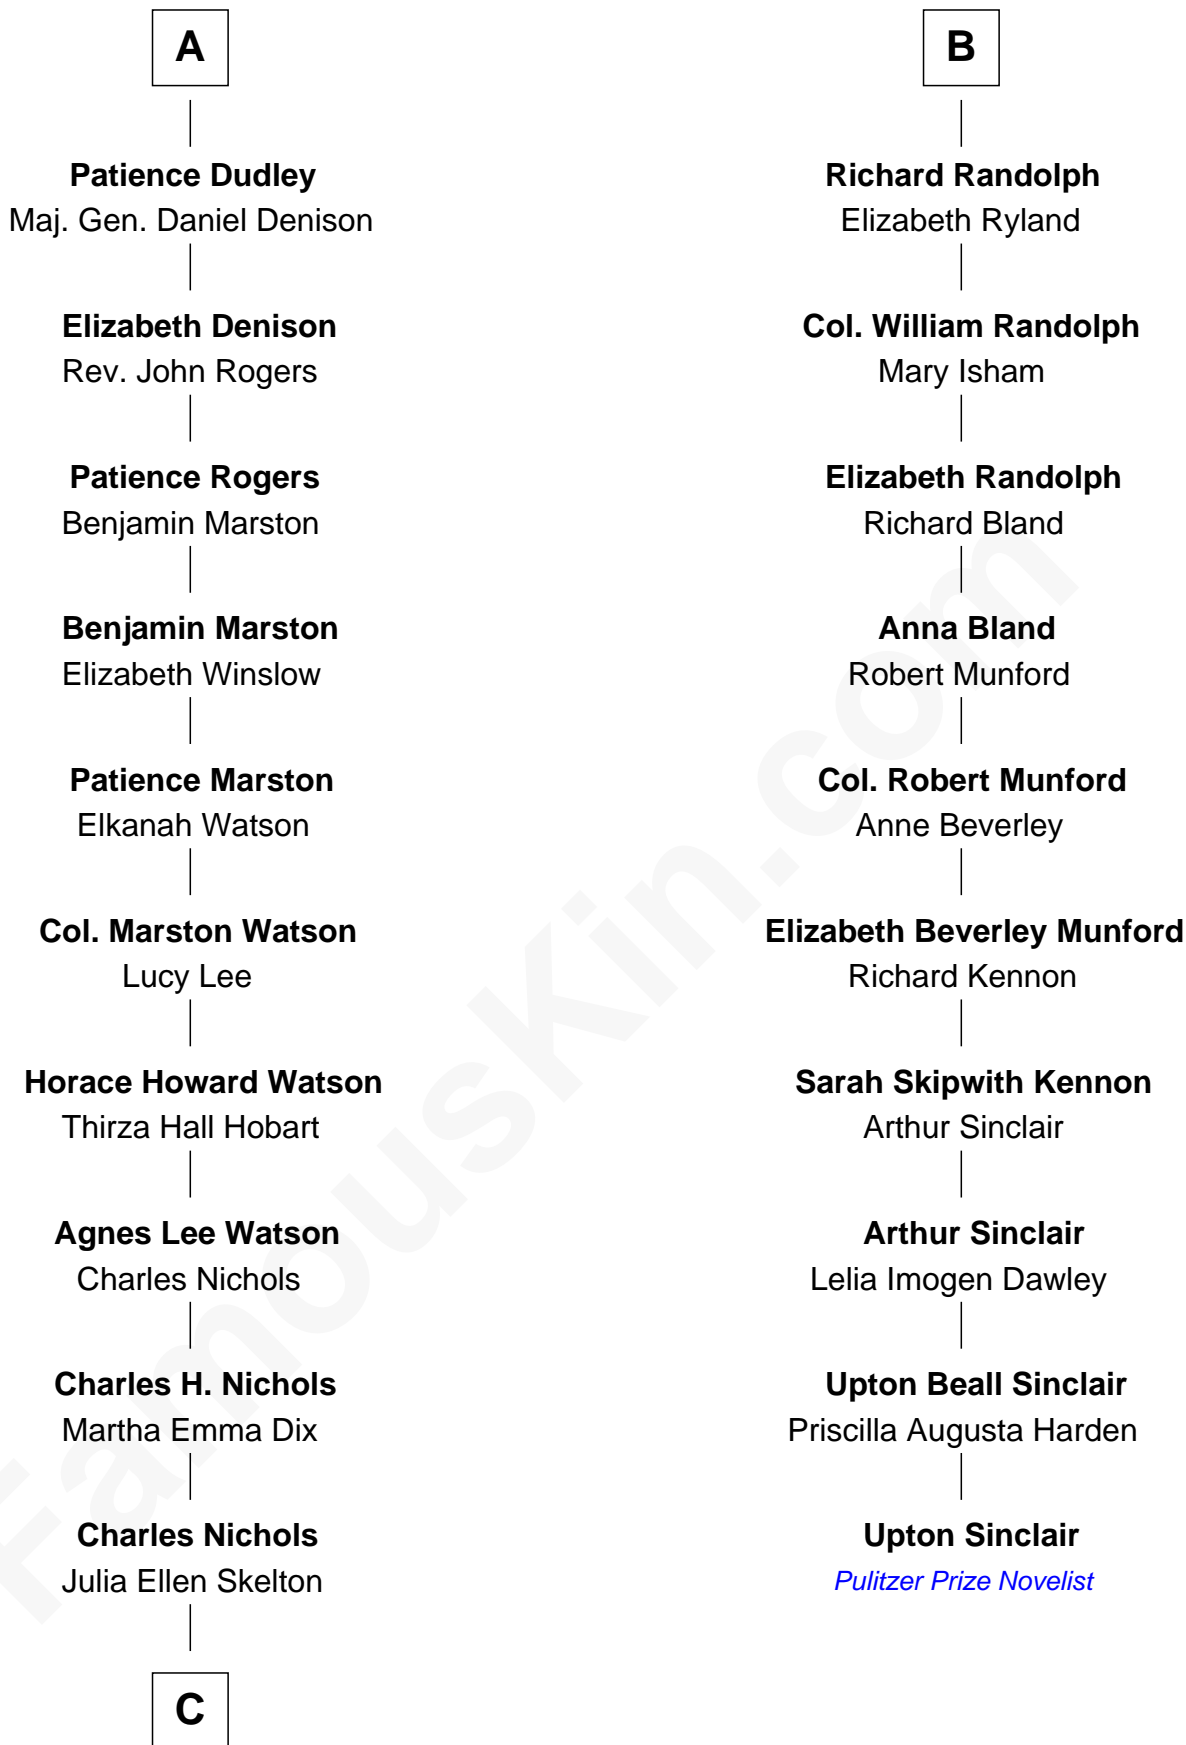 A
Patience Dudley
Maj. Gen. Daniel Denison
Elizabeth Denison
Rev. John Rogers
Patience Rogers
Benjamin Marston
Benjamin Marston
Elizabeth Winslow
Patience Marston
Elkanah Watson
Col. Marston Watson
Lucy Lee
Horace Howard Watson
Thirza Hall Hobart
Agnes Lee Watson
Charles Nichols
Charles H. Nichols
Martha Emma Dix
Charles Nichols
Julia Ellen Skelton
C
B
Richard Randolph
Elizabeth Ryland
Col. William Randolph
Mary Isham
Elizabeth Randolph
Richard Bland
Anna Bland
Robert Munford
Col. Robert Munford
Anne Beverley
Elizabeth Beverley Munford
Richard Kennon
Sarah Skipwith Kennon
Arthur Sinclair
Arthur Sinclair
Lelia Imogen Dawley
Upton Beall Sinclair
Priscilla Augusta Harden
Upton Sinclair
Pulitzer Prize Novelist
FamousKin.com